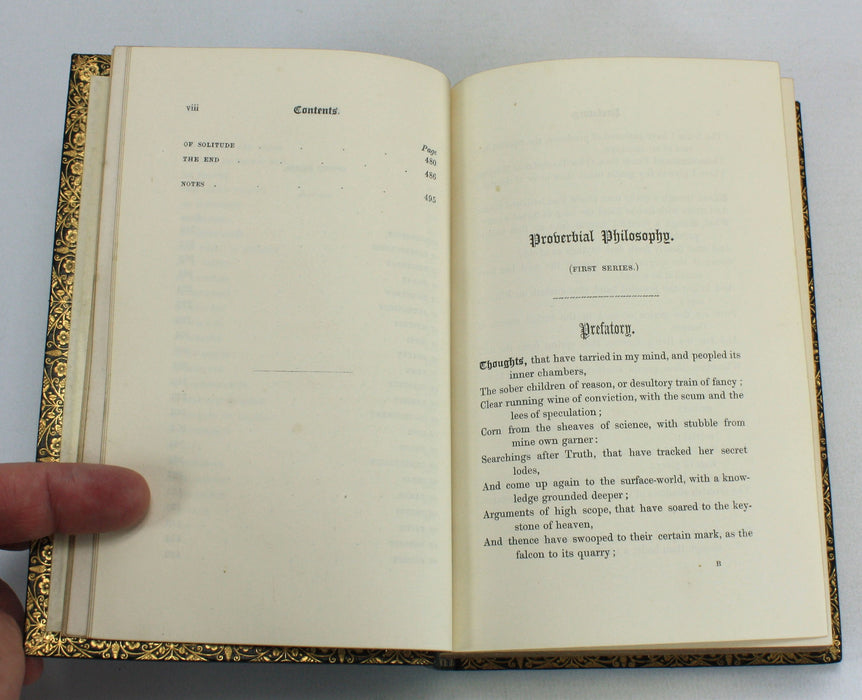 viii
Contents.
Page
OF SOLITUDE . . . . . 480
THE END . . . . . 486
NOTES . . . . . . 495
Proverbial Philosophy.
(FIRST SERIES.)
Prefatory.
Thoughts, that have tarried in my mind, and peopled its
inner chambers,
The sober children of reason, or desultory train of fancy ;
Clear running wine of conviction, with the scum and the
lees of speculation ;
Corn from the sheaves of science, with stubble from
mine own garner :
Searchings after Truth, that have tracked her secret
lodes,
And come up again to the surface-world, with a know-
ledge grounded deeper ;
Arguments of high scope, that have soared to the key-
stone of heaven,
And thence have swooped to their certain mark, as the
falcon to its quarry ;
B